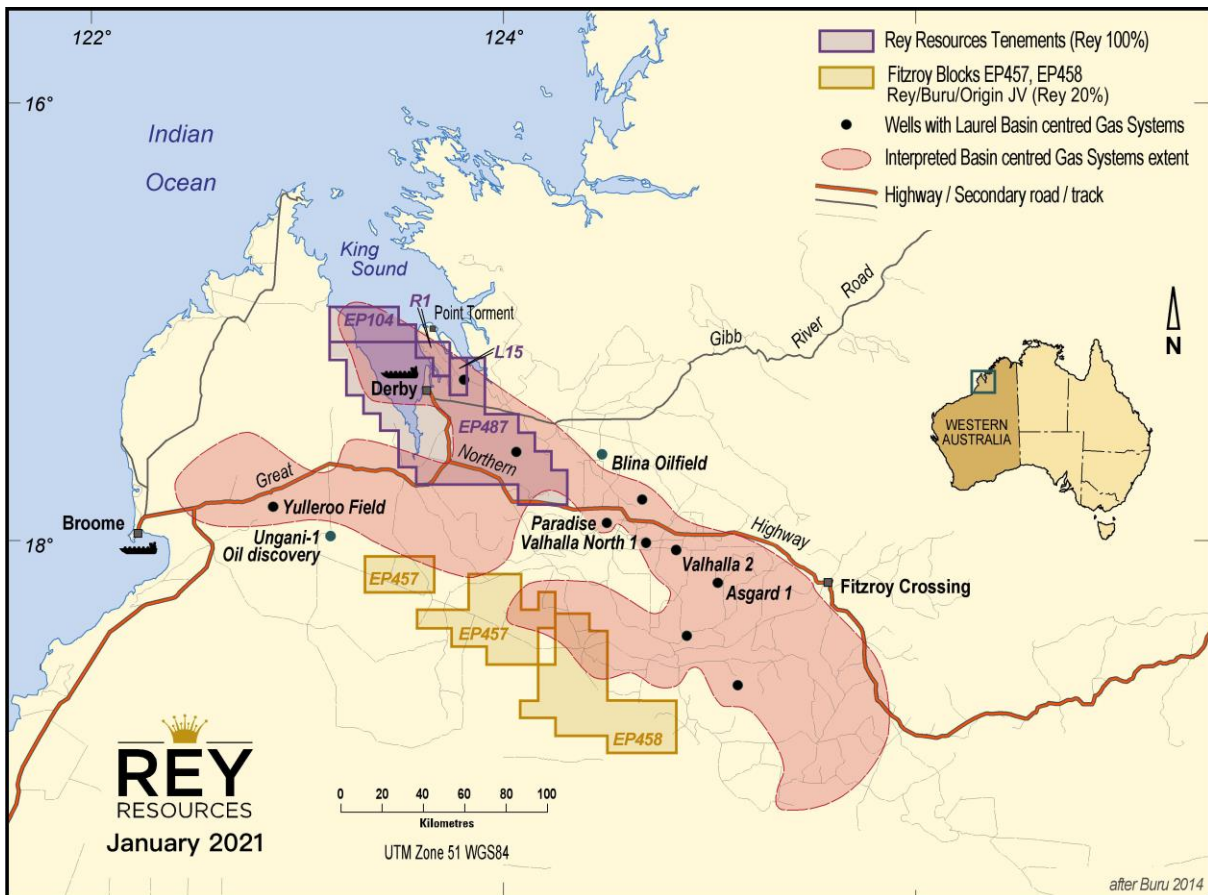 122°
124°
16°
18°
Indian
Ocean
King
Sound
Rey Resources Tenements (Rey 100%)
Fitzroy Blocks EP457, EP458
Rey/Buru/Origin JV (Rey 20%)
Wells with Laurel Basin centred Gas Systems
Interpreted Basin centred Gas Systems extent
Highway / Secondary road / track
R1
Point Torment
EP104
L15
Derby
EP487
Gibb
River
Road
N
WESTERN
AUSTRALIA
Great
Northern
Highway
Blina Oilfield
Yulleroo Field
Broome
Ungani-1
Oil discovery
Paradise
Valhalla North 1
Valhalla 2
Asgard 1
Fitzroy Crossing
EP457
EP457
EP458
REY
RESOURCES
January 2021
0 20 40 60 80 100
Kilometres
UTM Zone 51 WGS84
after Buru 2014